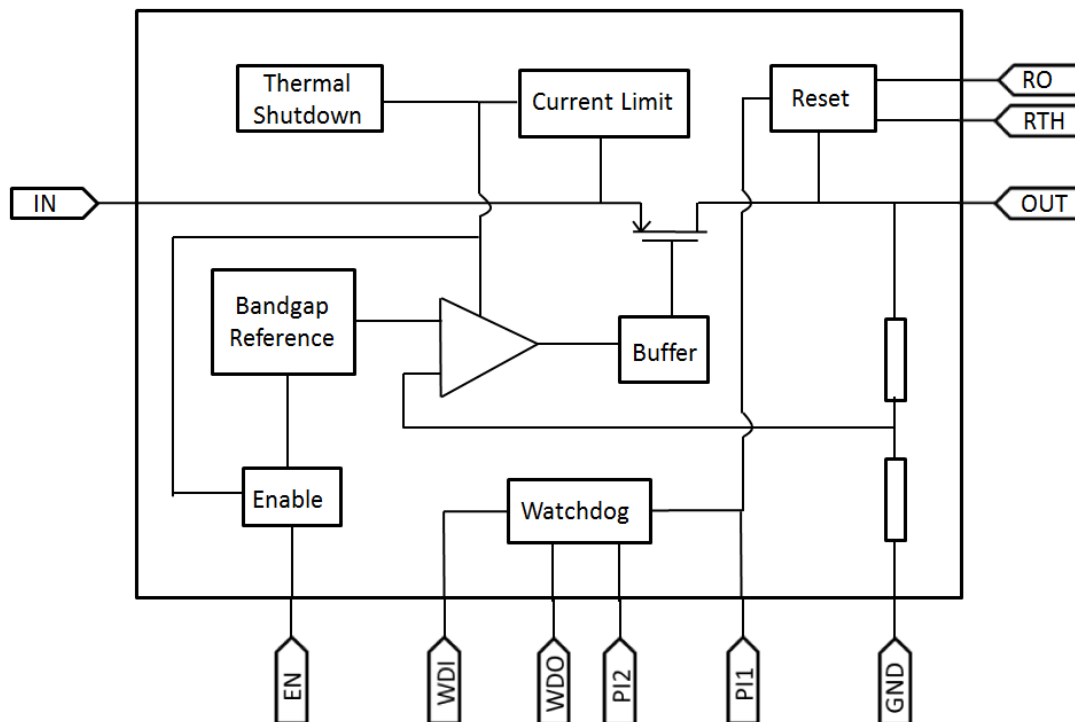 Thermal
Shutdown
Current Limit
Reset
RO
RTH
IN
OUT
Bandgap
Reference
Buffer
Enable
Watchdog
EN
WDI
WDO
PI2
PI1
GND